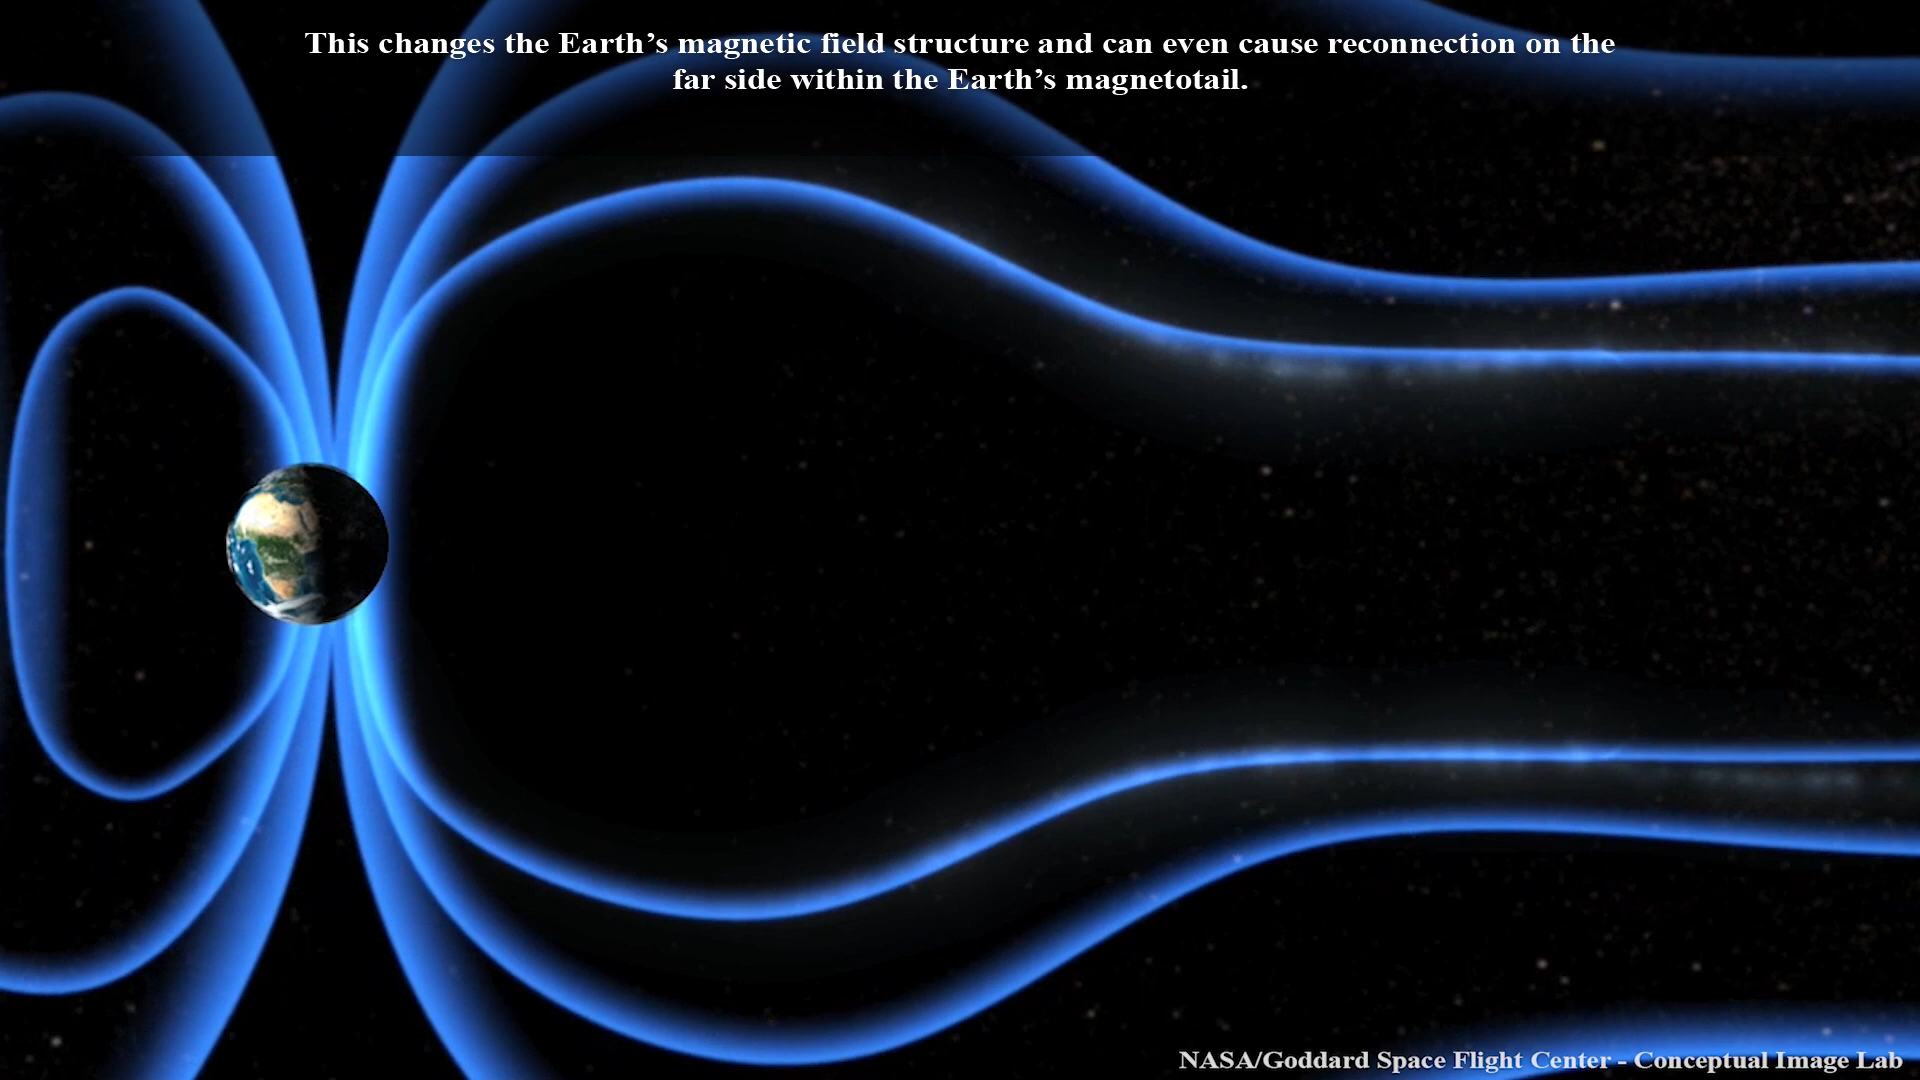 This changes the Earth’s magnetic field structure and can even cause reconnection on the
far side within the Earth’s magnetotail.
NASA/Goddard Space Flight Center - Conceptual Image Lab